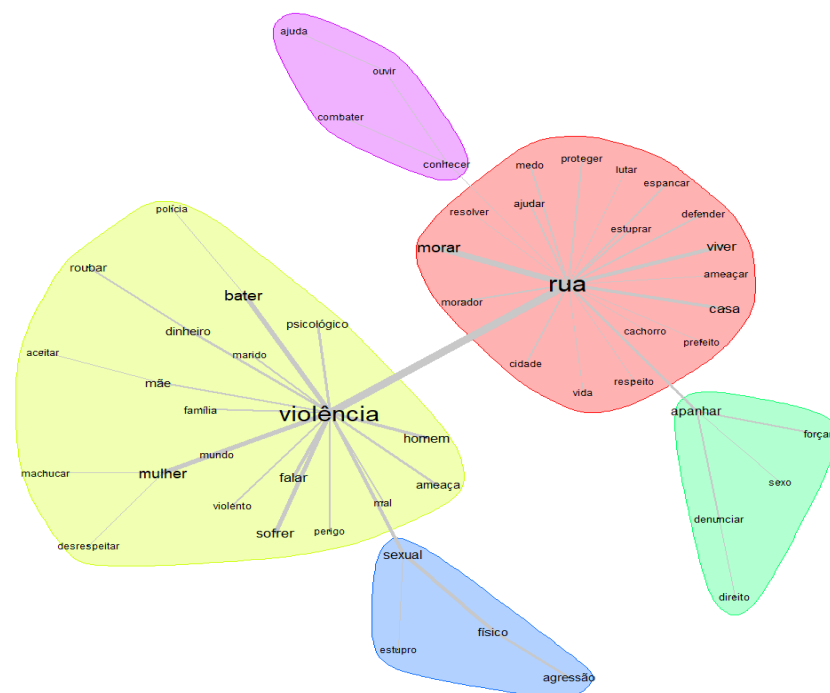 ajuda
ouvir
combater
conhecer
medo
proteger
lutar
espancar
resolver
ajudar
estuprar
defender
morar
viver
rua
ameaçar
morador
casa
cachorro
prefeito
cidade
vida
respeito
polícia
roubar
bater
psicológico
dinheiro
aceitar
marido
mãe
família
violência
homem
mundo
machucar
mulher
falar
ameaça
violento
mal
sofrer
perigo
desrespeitar
apanhar
forçar
sexo
denunciar
direito
sexual
físico
estupro
agressão